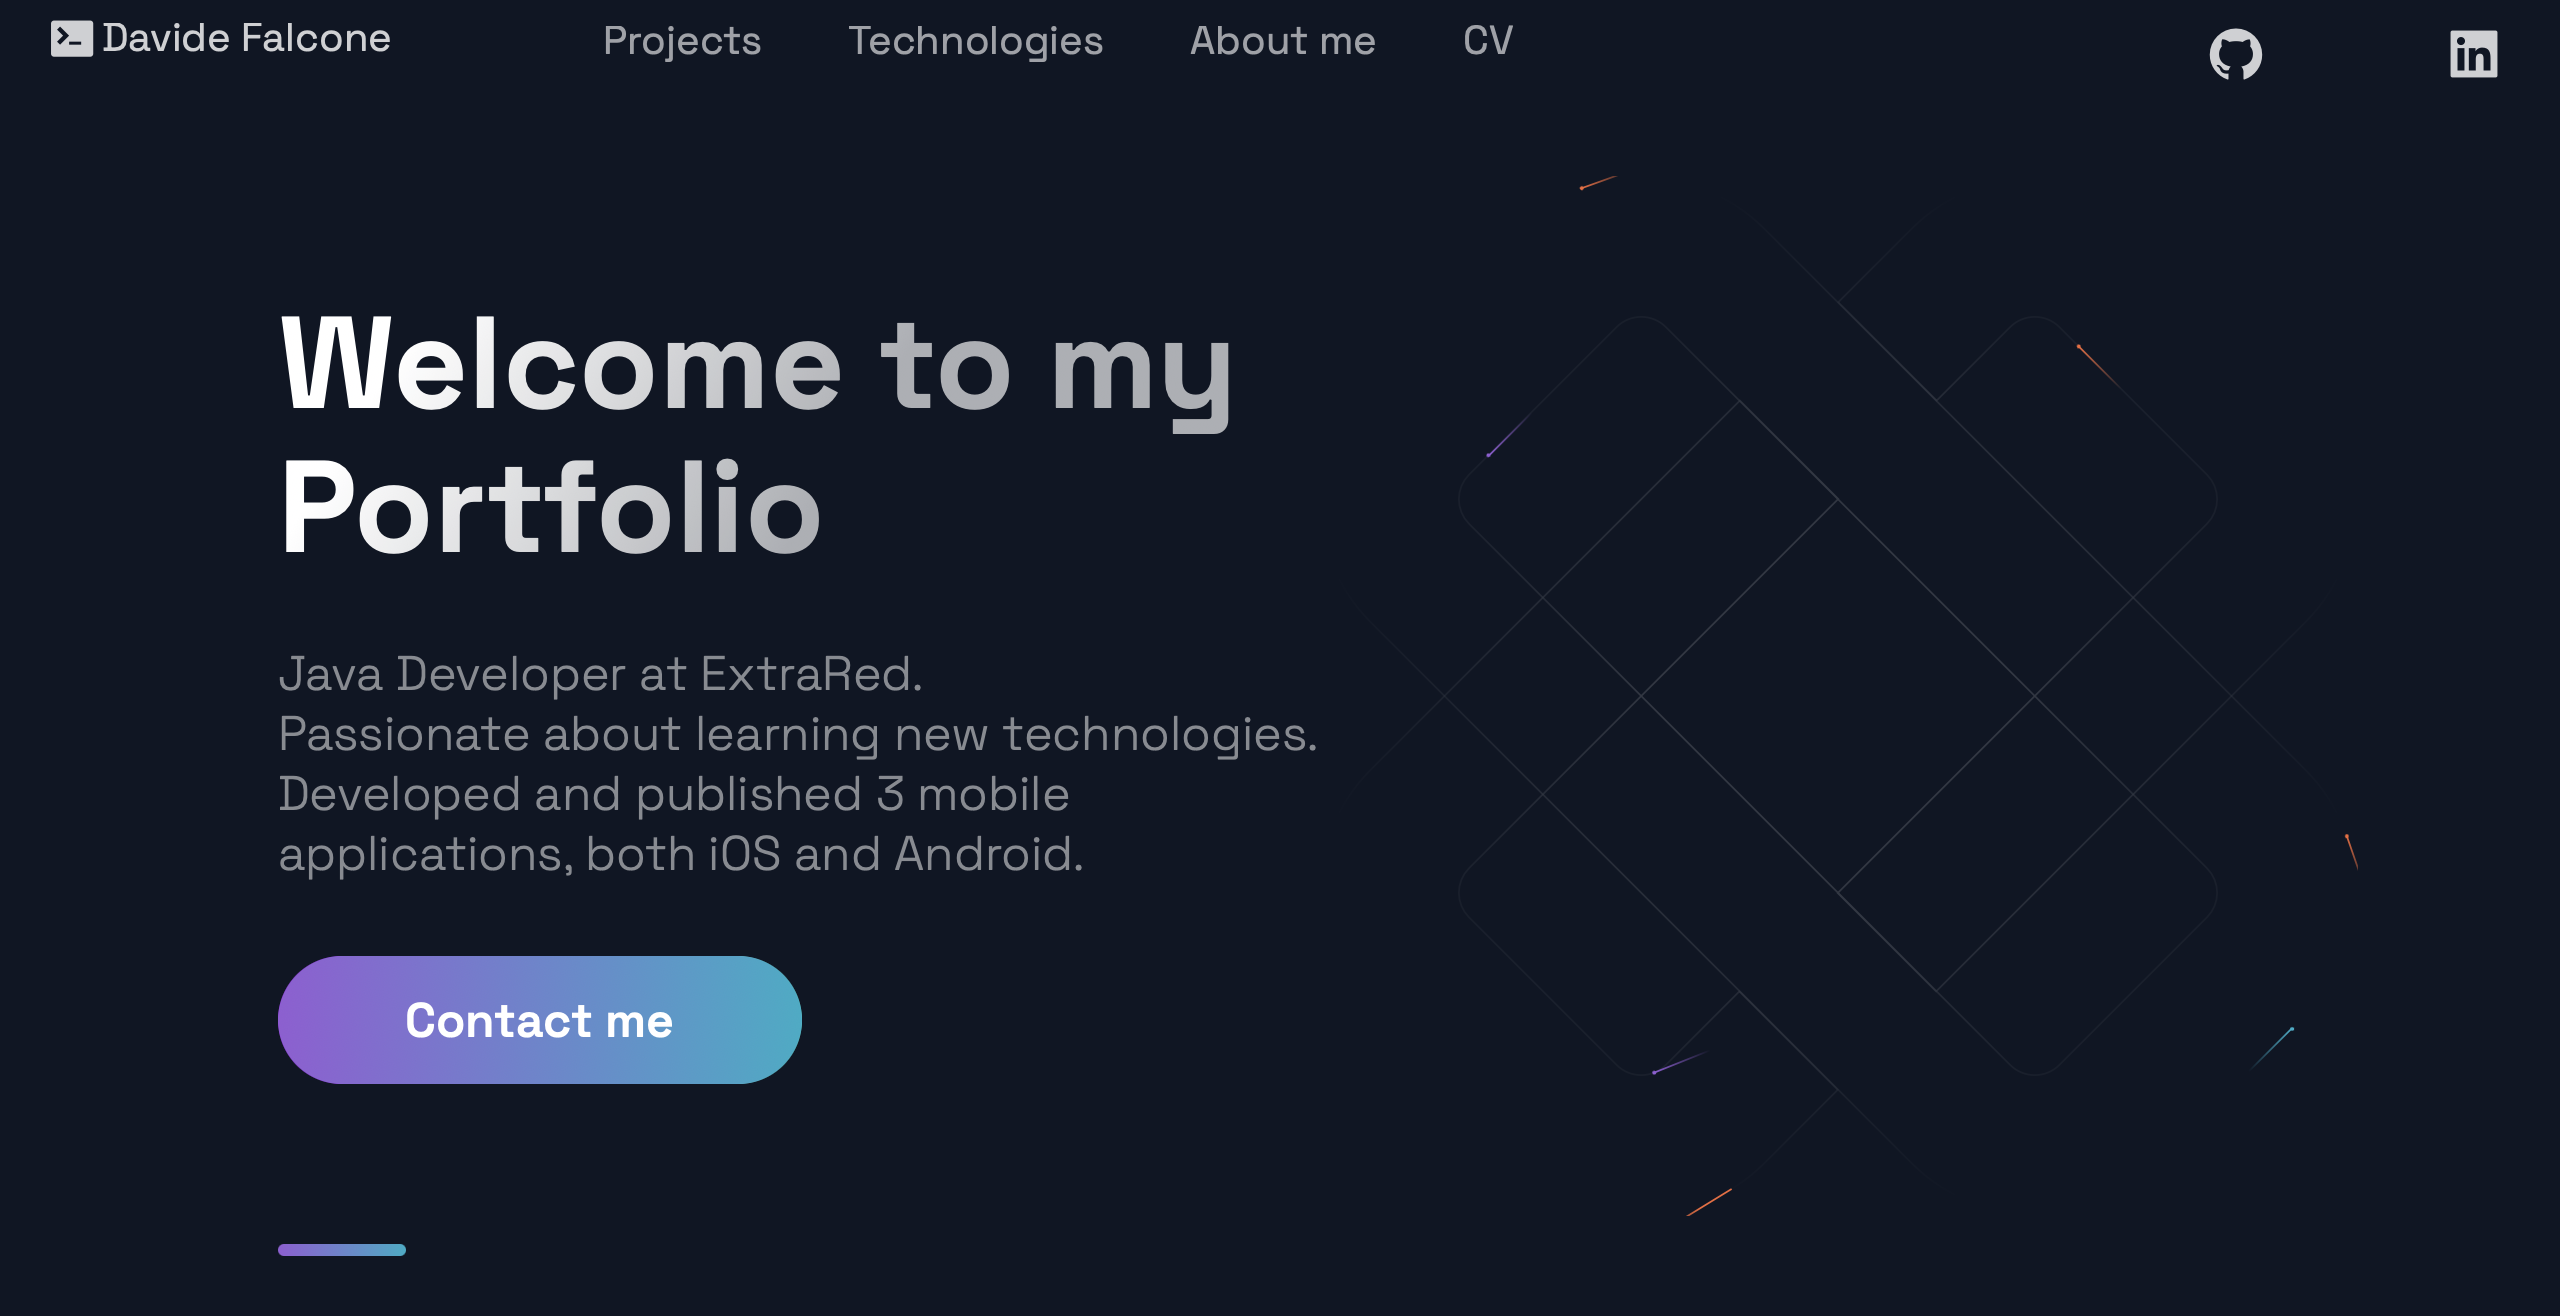 Davide Falcone
Projects
Technologies
About me
CV
Welcome to my
Portfolio
Java Developer at ExtraRed.
Passionate about learning new technologies.
Developed and published 3 mobile
applications, both iOS and Android.
Contact me